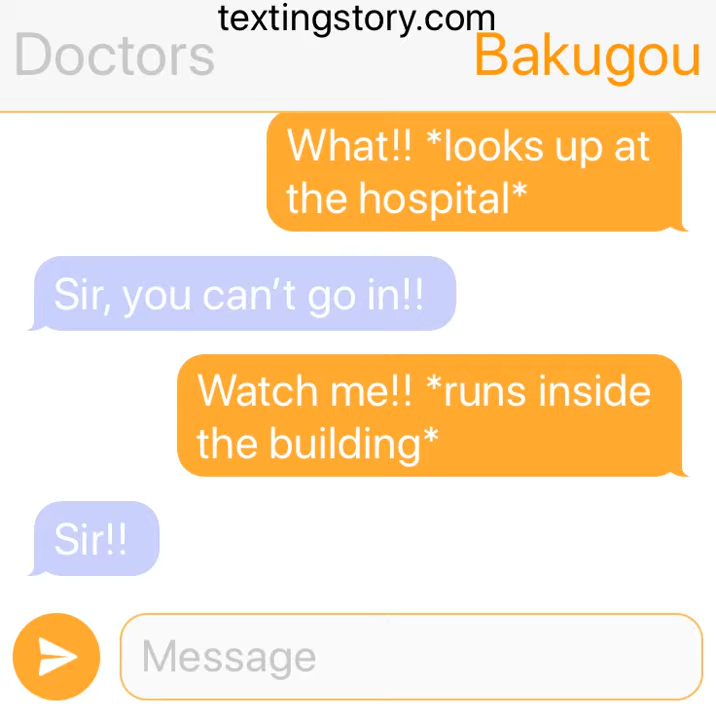 textingstory.com
Doctors Bakugou
What!! *looks up at
the hospital*
Sir, you can’t go in!!
Watch me!! *runs inside
the building*
Sir!!
Message